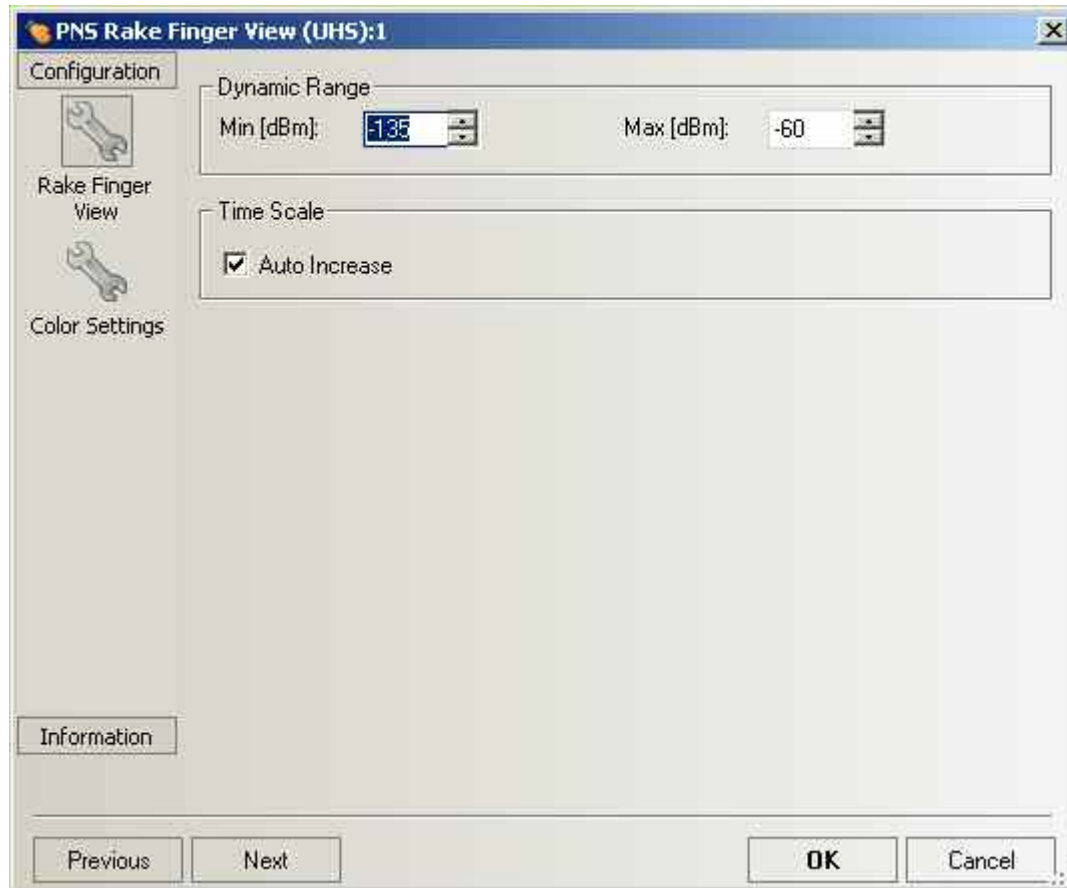 PNS Rake Finger View (UHS):1
Configuration
Rake Finger
View
Color Settings
Information
Dynamic Range
Min [dBm]: -135 Max [dBm]: -60
Time Scale
Auto Increase
Previous Next OK Cancel